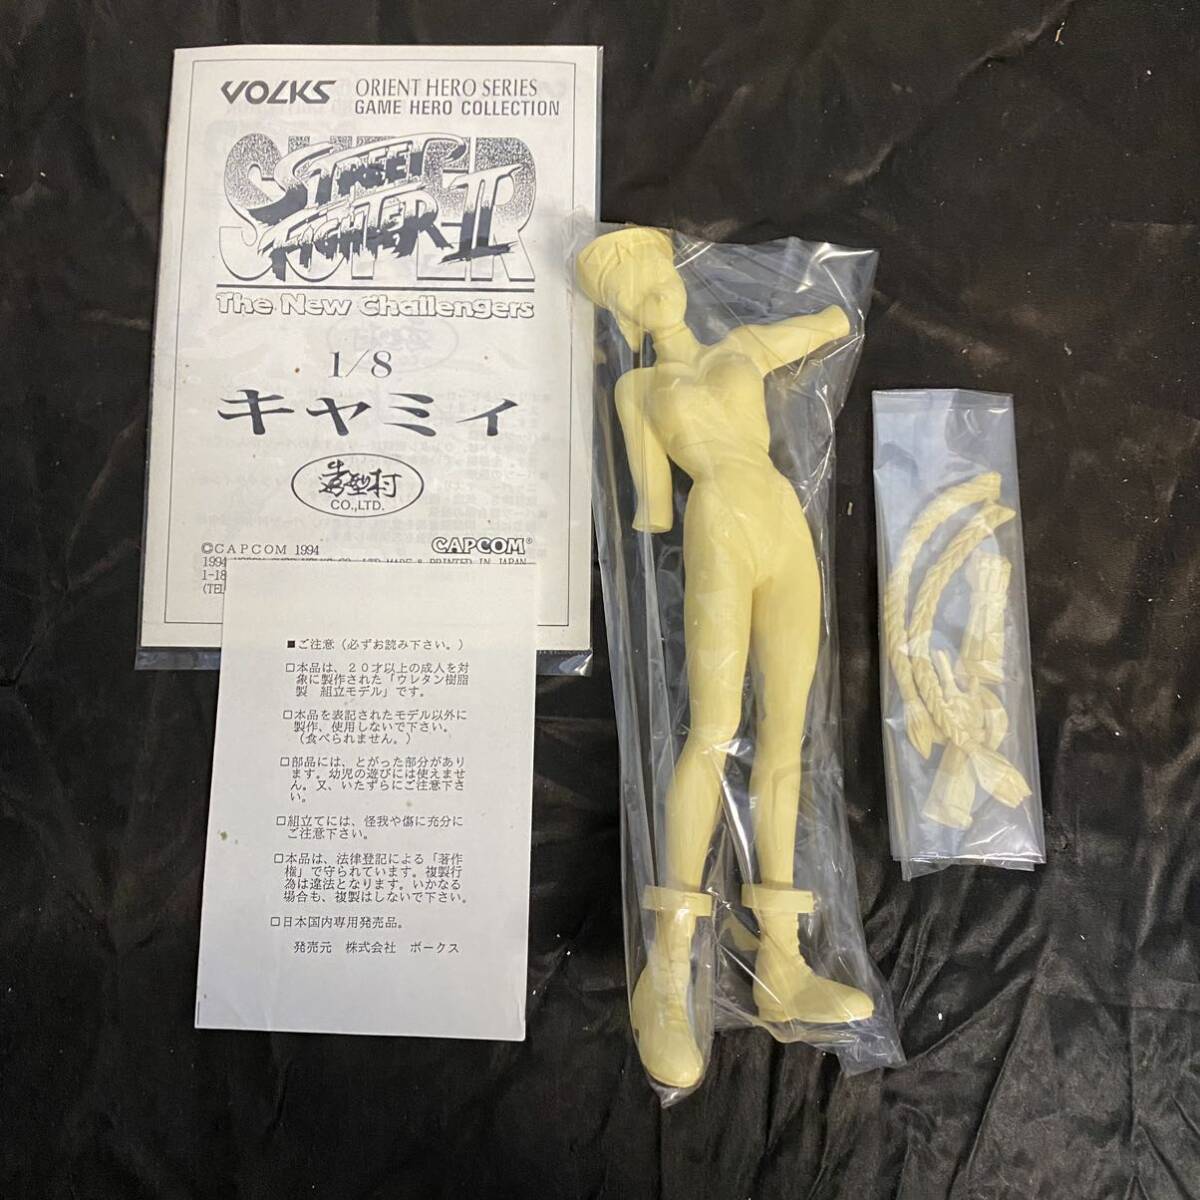 VOLKS ORIENT HERO SERIES
GAME HERO COLLECTION
SUPER
STREET
FIGHTER II
The New Challengers
1/8
キャミィ
造型村
CO.,LTD.
©CAPCOM 1994
CAPCOM®
1994
MADE & PRINTED IN JAPAN
1-18
(TEL
■ご注意（必ずお読み下さい。）
□本品は、２０才以上の成人を対
象に製作された「ウレタン樹脂
製　組立モデル」です。
□本品を表記されたモデル以外に
製作、使用しないで下さい。
（食べられません。）
□部品には、とがった部分があり
ます。幼児の遊びには使えませ
ん。又、いたずらにご注意下さ
い。
□組立てには、怪我や傷に充分に
ご注意下さい。
□本品は、法律登記による「著作
権」で守られています。複製行
為は違法となります。いかなる
場合も、複製はしないで下さい。
□日本国内専用発売品。
発売元　株式会社　ボークス